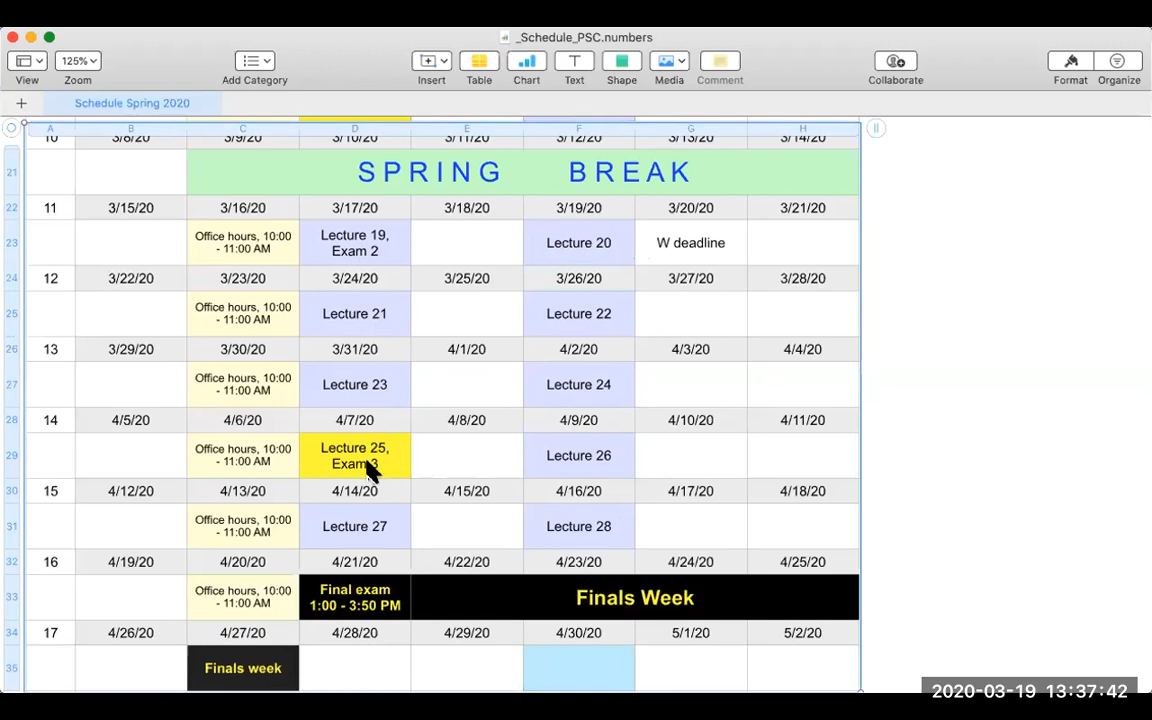 _Schedule_PSC.numbers
125%
View Zoom Add Category Insert Table Chart Text Shape Media Comment Collaborate Format Organize
Schedule Spring 2020
A B C D E F G H
10 3/8/20 3/9/20 3/10/20 3/11/20 3/12/20 3/13/20 3/14/20
21 SPRING BREAK
22 11 3/15/20 3/16/20 3/17/20 3/18/20 3/19/20 3/20/20 3/21/20
Office hours, 10:00 Lecture 19,
23 Lecture 20 W deadline
- 11:00 AM Exam 2
24 12 3/22/20 3/23/20 3/24/20 3/25/20 3/26/20 3/27/20 3/28/20
Office hours, 10:00
25 Lecture 21 Lecture 22
- 11:00 AM
26 13 3/29/20 3/30/20 3/31/20 4/1/20 4/2/20 4/3/20 4/4/20
Office hours, 10:00
27 Lecture 23 Lecture 24
- 11:00 AM
28 14 4/5/20 4/6/20 4/7/20 4/8/20 4/9/20 4/10/20 4/11/20
Office hours, 10:00 Lecture 25,
29 Lecture 26
- 11:00 AM Exam 3
30 15 4/12/20 4/13/20 4/14/20 4/15/20 4/16/20 4/17/20 4/18/20
Office hours, 10:00
31 Lecture 27 Lecture 28
- 11:00 AM
32 16 4/19/20 4/20/20 4/21/20 4/22/20 4/23/20 4/24/20 4/25/20
Office hours, 10:00 Final exam
33 Finals Week
- 11:00 AM 1:00 - 3:50 PM
34 17 4/26/20 4/27/20 4/28/20 4/29/20 4/30/20 5/1/20 5/2/20
35 Finals week
2020-03-19 13:37:42